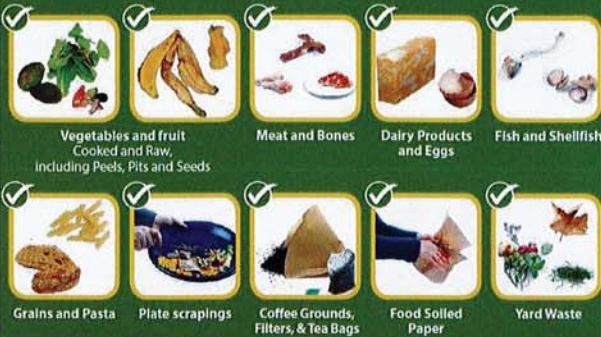 Vegetables and fruit
Cooked and Raw,
including Peels, Pits and Seeds
Meat and Bones
Dairy Products
and Eggs
Fish and Shellfish
Grains and Pasta
Plate scrapings
Coffee Grounds,
Filters, & Tea Bags
Food Soiled
Paper
Yard Waste